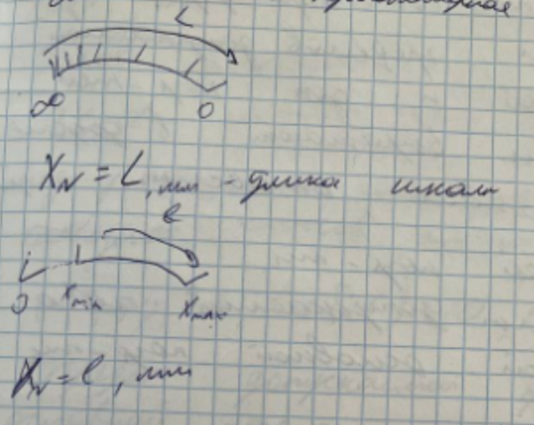 L
∞ 0
X_N = L, мм - длина шкалы
l
0 x_min x_max
X_N = l, мм